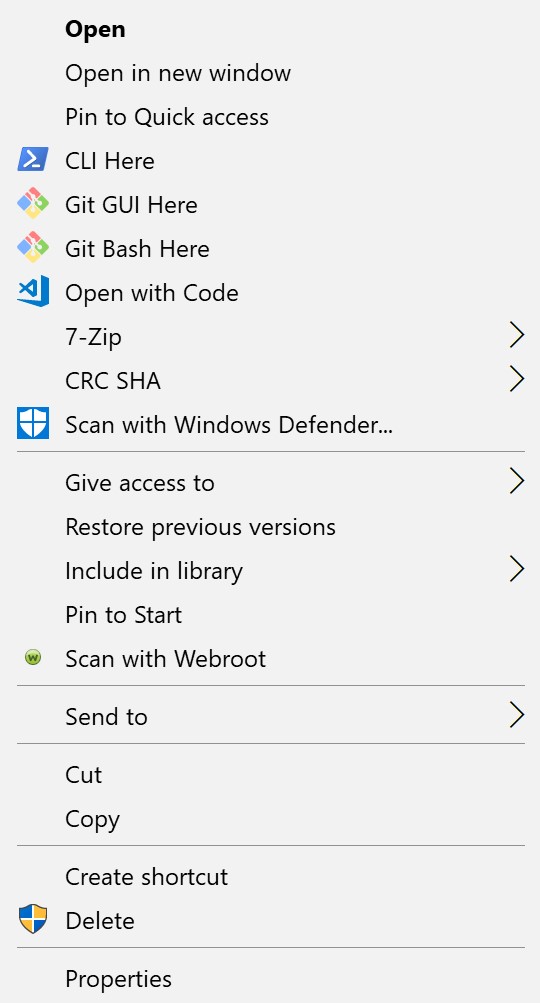 Open
Open in new window
Pin to Quick access
CLI Here
Git GUI Here
Git Bash Here
Open with Code
7-Zip
CRC SHA
Scan with Windows Defender...
Give access to
Restore previous versions
Include in library
Pin to Start
Scan with Webroot
Send to
Cut
Copy
Create shortcut
Delete
Properties